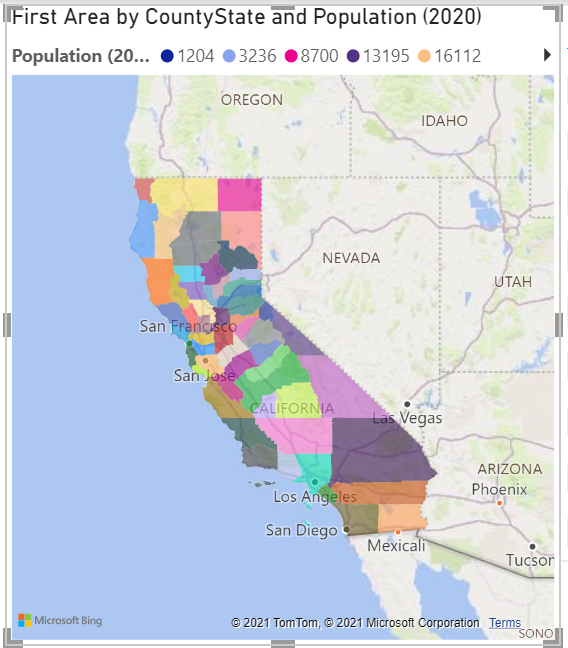 First Area by CountyState and Population (2020)
Population (20... 1204 3236 8700 13195 16112
OREGON
IDAHO
NEVADA
UTAH
San Francisco
San Jose
CALIFORNIA
Las Vegas
ARIZONA
Los Angeles
Phoenix
San Diego
Mexicali
Tucson
Microsoft Bing
© 2021 TomTom, © 2021 Microsoft Corporation Terms
SONO